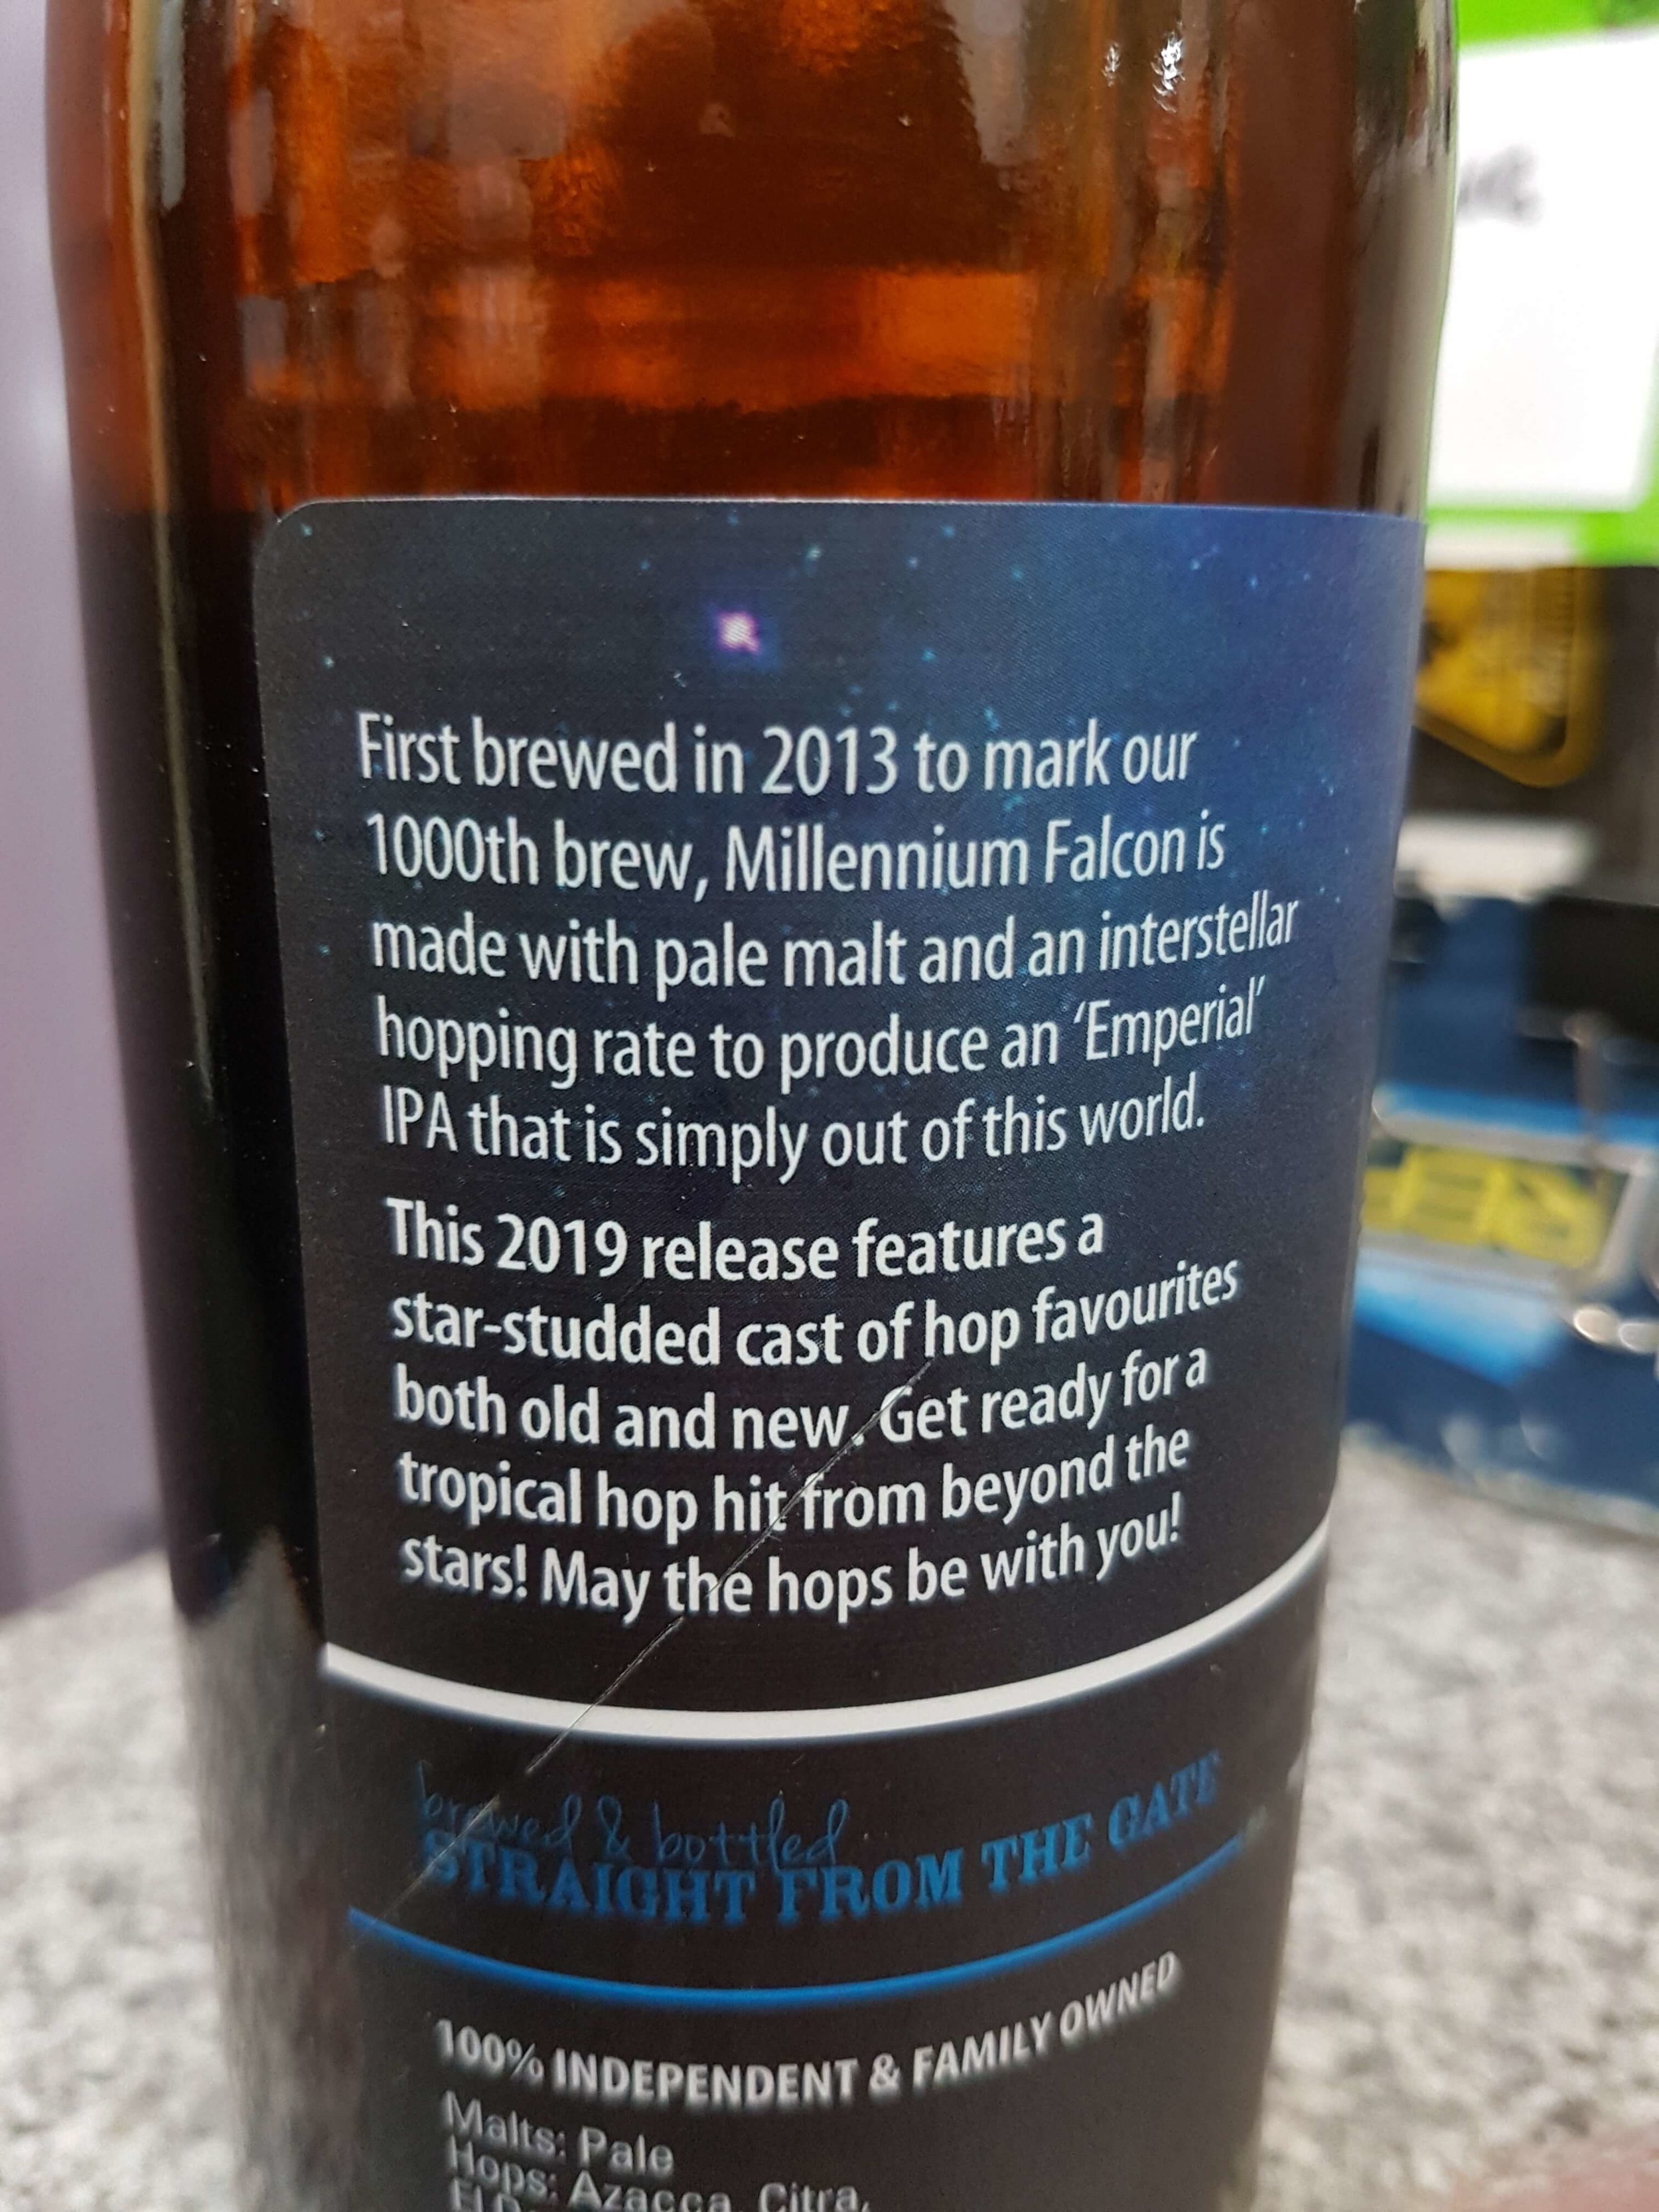 First brewed in 2013 to mark our
1000th brew, Millennium Falcon is
made with pale malt and an interstellar
hopping rate to produce an ‘Emperial’
IPA that is simply out of this world.
This 2019 release features a
star-studded cast of hop favourites
both old and new. Get ready for a
tropical hop hit from beyond the
stars! May the hops be with you!
brewed & bottled
STRAIGHT FROM THE GATE
100% INDEPENDENT & FAMILY OWNED
Malts: Pale
Hops: Azacca, Citra,